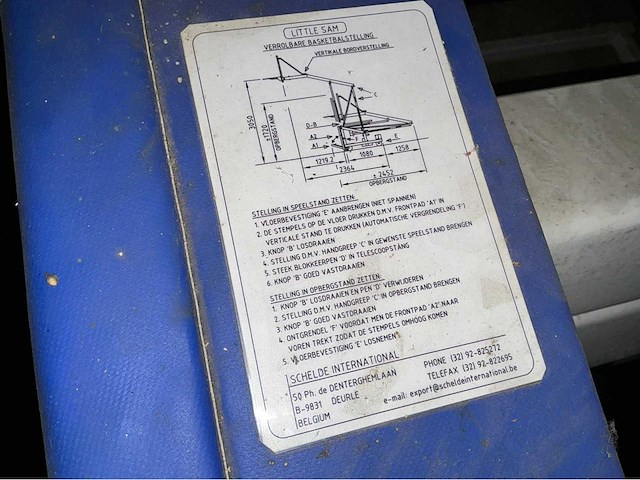 LITTLE SAM
VERROLBARE BASKETBALSTELLING
VERTIKALE BORDVERSTELLING
C
3050
±1720
OPBERGSTAND
D-B
A2
A1
F
E
1219.2
1080
1258
2364
±2452
OPBERGSTAND
STELLING IN SPEELSTAND ZETTEN:
1. VLOERBEVESTIGING 'E' AANBRENGEN (NIET SPANNEN)
2. DE STEMPELS OP DE VLOER DRUKKEN D.M.V. FRONTPAD 'A1' IN
VERTICALE STAND TE DRUKKEN (AUTOMATISCHE VERGRENDELING 'F')
3. KNOP 'B' LOSDRAAIEN
4. STELLING D.M.V. HANDGREEP 'C' IN GEWENSTE SPEELSTAND BRENGEN
5. STEEK BLOKKEERPEN 'D' IN TELESCOOPSTANG
6. KNOP 'B' GOED VASTDRAAIEN
STELLING IN OPBERGSTAND ZETTEN:
1. KNOP 'B' LOSDRAAIEN EN PEN 'D' VERWIJDEREN
2. STELLING D.M.V. HANDGREEP 'C' IN OPBERGSTAND BRENGEN
3. KNOP 'B' GOED VASTDRAAIEN
4. ONTGRENDEL 'F' VOORDAT MEN DE FRONTPAD 'A2' NAAR
VOREN TREKT ZODAT DE STEMPELS OMHOOG KOMEN
5. VLOERBEVESTIGING 'E' LOSNEMEN
SCHELDE INTERNATIONAL
50 Ph. de DENTERGHEMLAAN PHONE (32) 92-825272
B-9831 DEURLE TELEFAX (32) 92-822695
BELGIUM e-mail: export@scheldeinternational.be